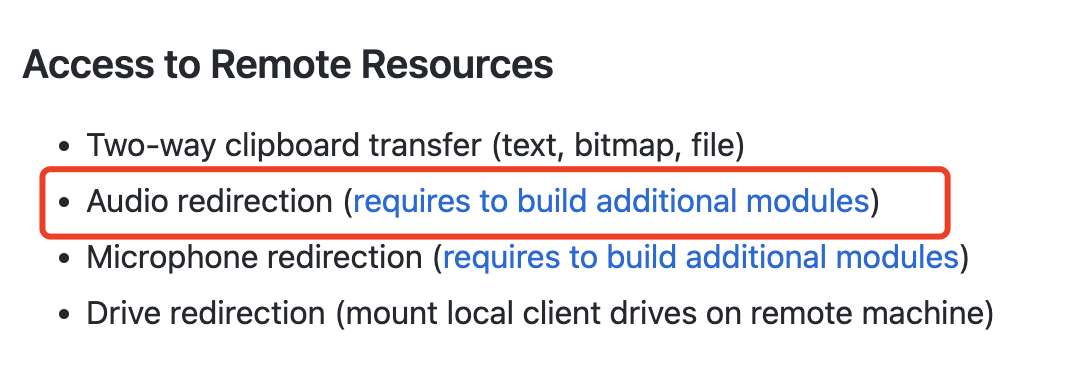 Access to Remote Resources
• Two-way clipboard transfer (text, bitmap, file)
• Audio redirection (requires to build additional modules)
• Microphone redirection (requires to build additional modules)
• Drive redirection (mount local client drives on remote machine)